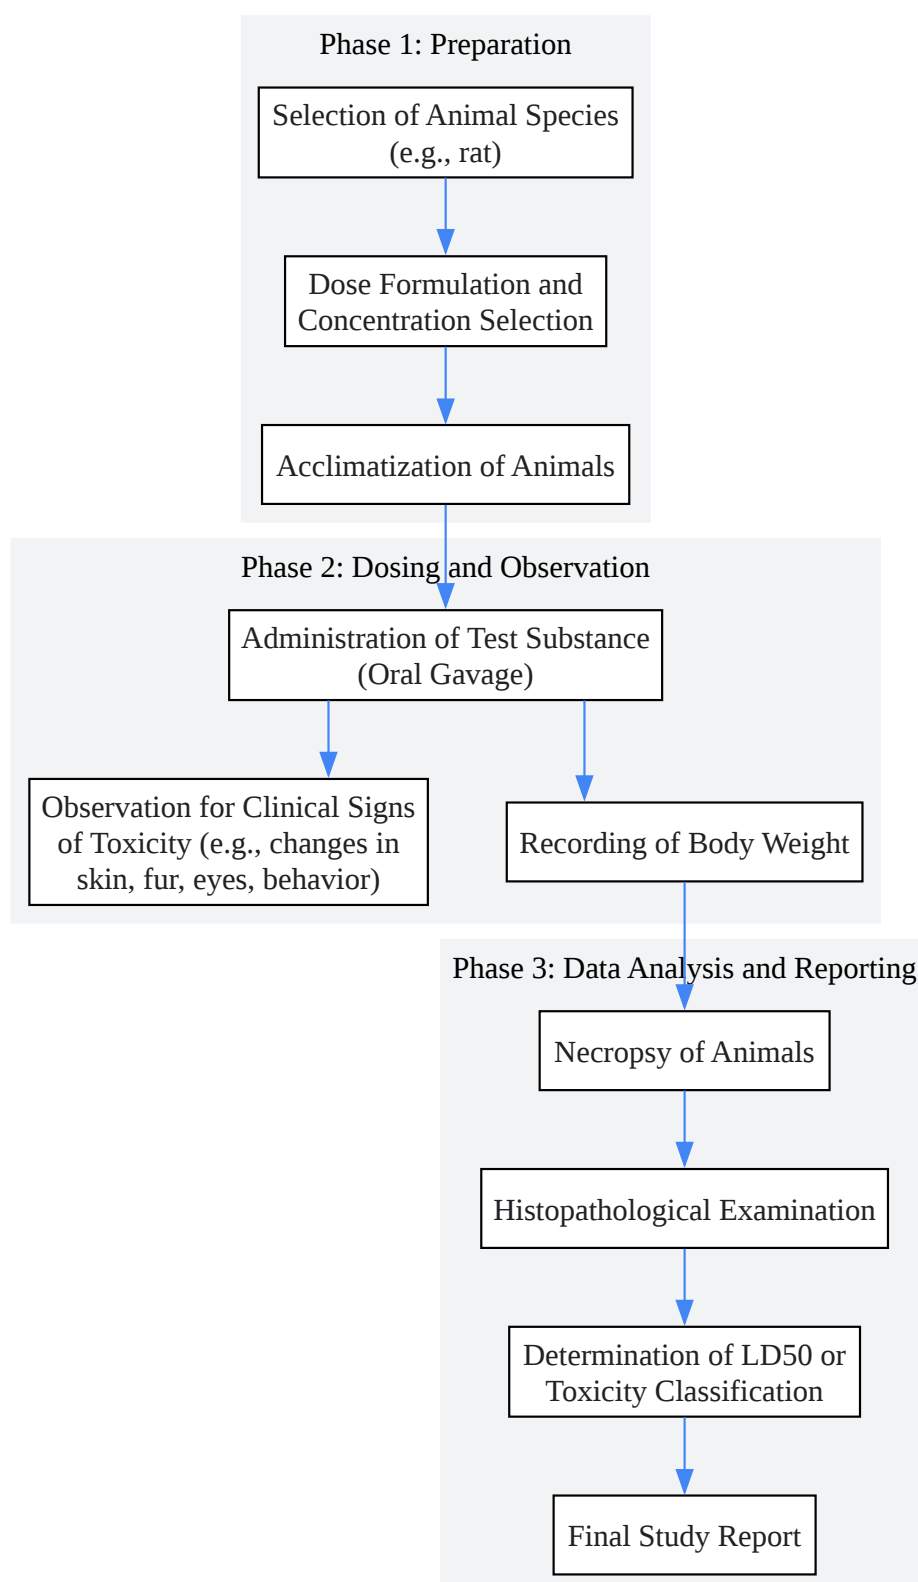 Phase 1: Preparation
Selection of Animal Species
(e.g., rat)
Dose Formulation and
Concentration Selection
Acclimatization of Animals
Phase 2: Dosing and Observation
Administration of Test Substance
(Oral Gavage)
Observation for Clinical Signs
of Toxicity (e.g., changes in
skin, fur, eyes, behavior)
Recording of Body Weight
Phase 3: Data Analysis and Reporting
Necropsy of Animals
Histopathological Examination
Determination of LD50 or
Toxicity Classification
Final Study Report